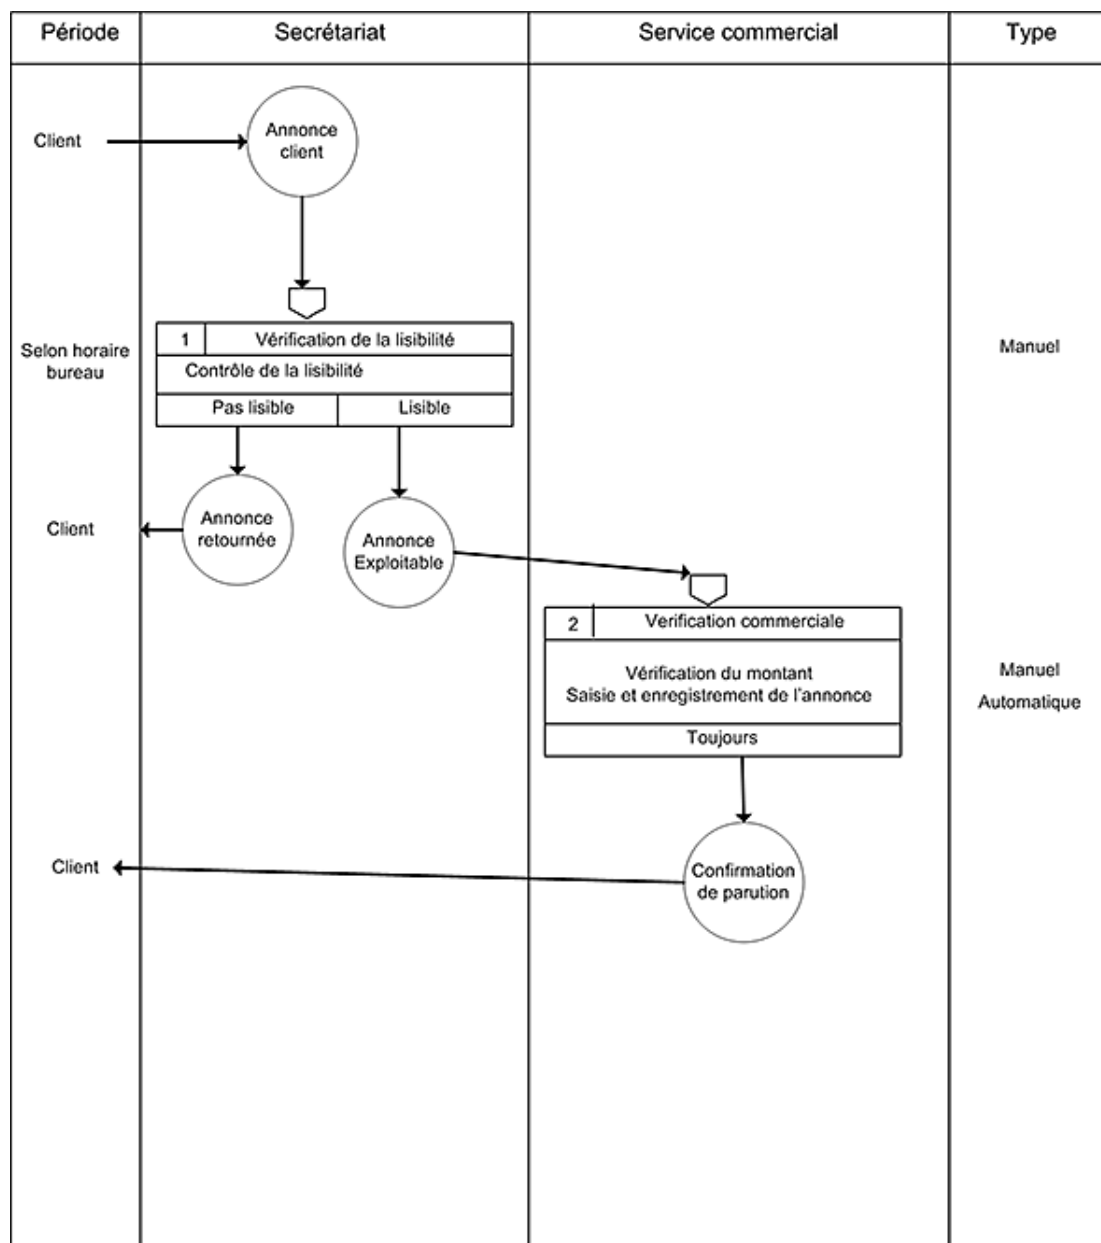 Période
Secrétariat
Service commercial
Type
Client
Annonce
client
1
Vérification de la lisibilité
Selon horaire
bureau
Contrôle de la lisibilité
Manuel
Pas lisible
Lisible
Client
Annonce
retournée
Annonce
Exploitable
2
Verification commerciale
Vérification du montant
Saisie et enregistrement de l'annonce
Manuel
Automatique
Toujours
Client
Confirmation
de parution